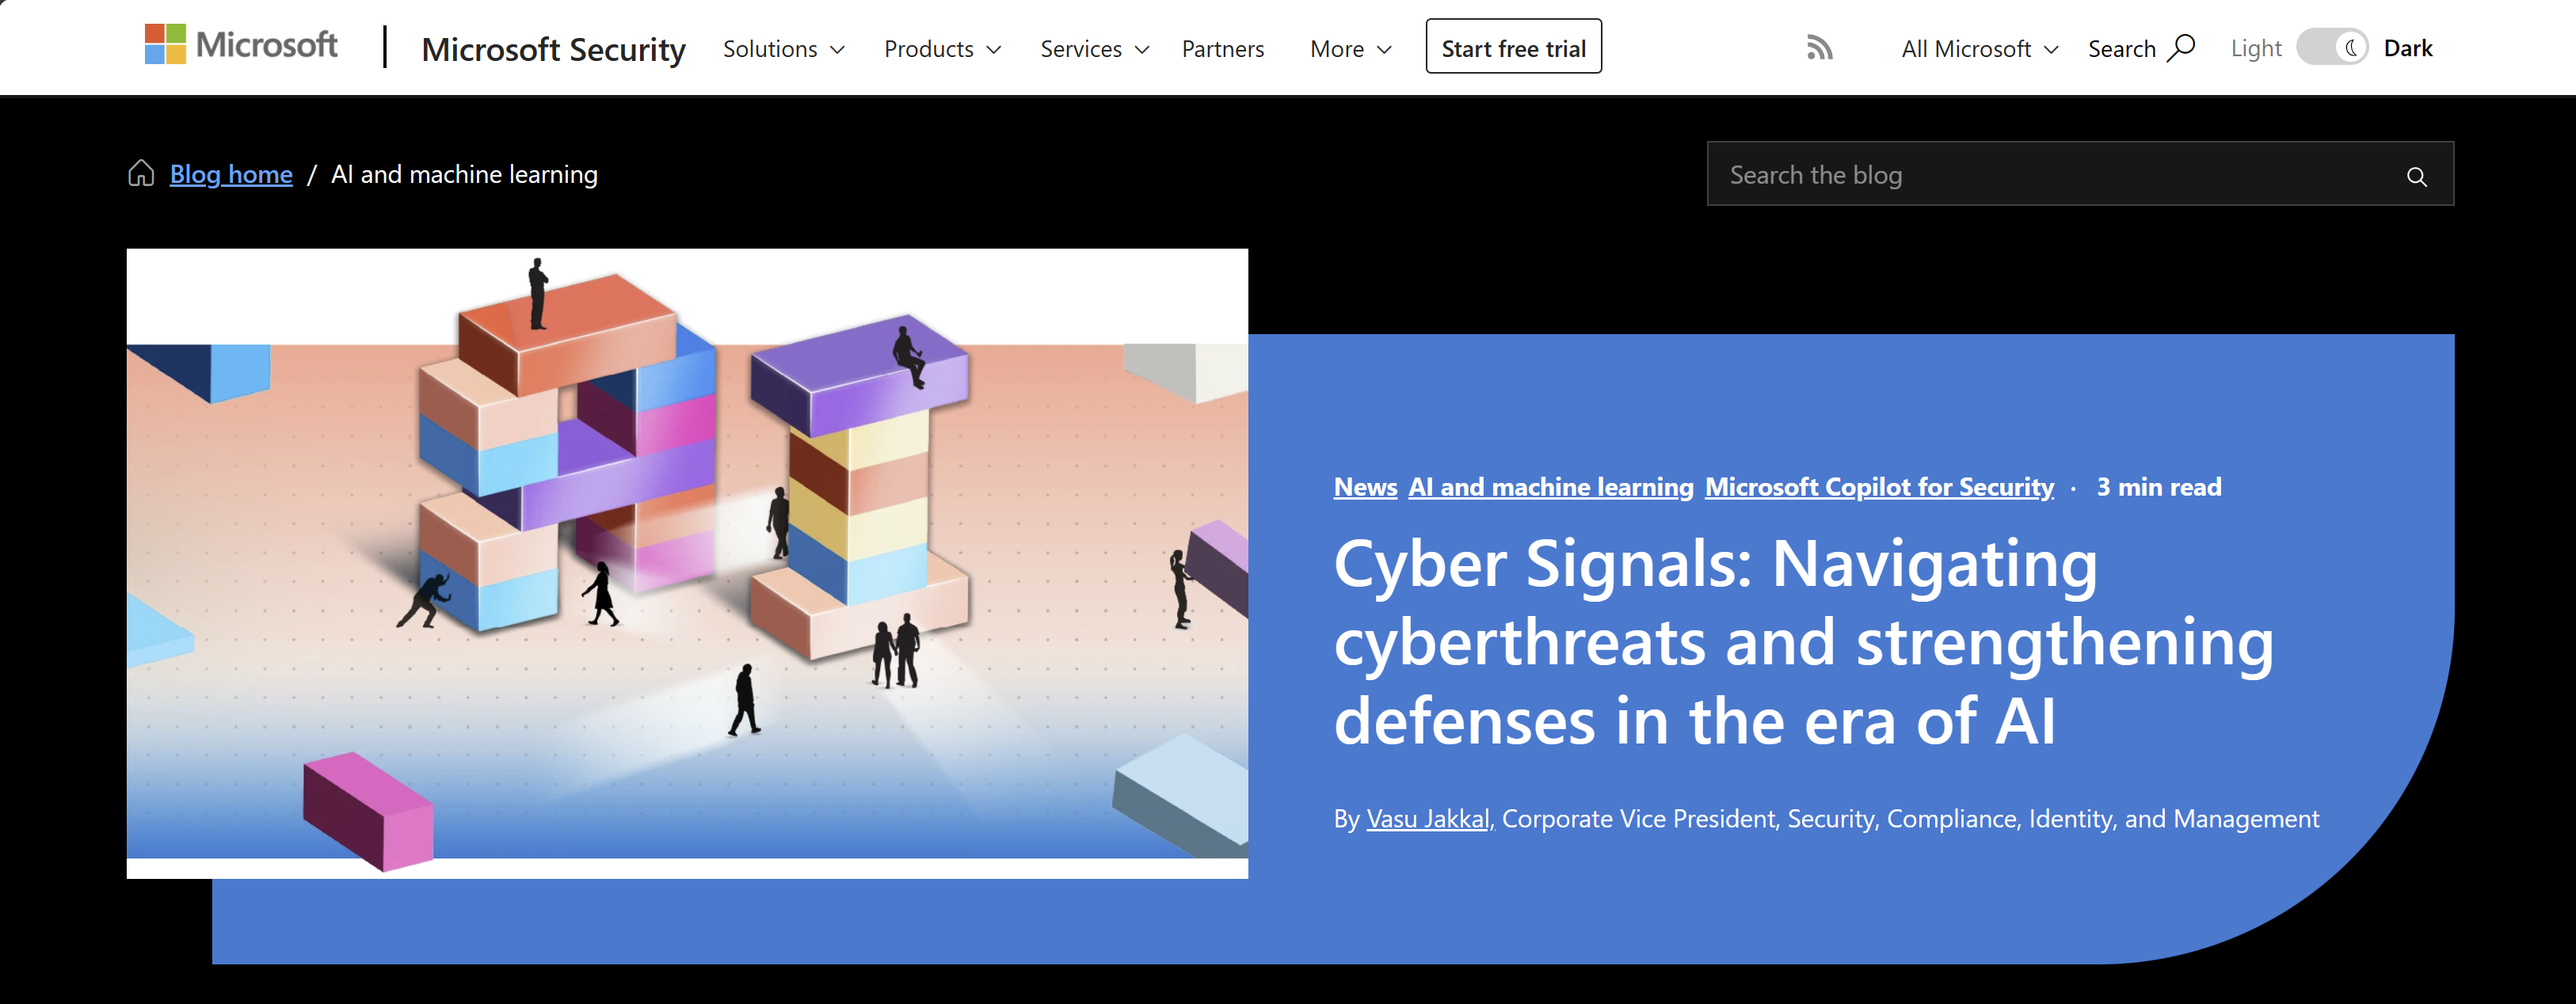 Microsoft
Microsoft Security
Solutions
Products
Services
Partners
More
Start free trial
All Microsoft
Search
Light
Dark
Blog home / AI and machine learning
Search the blog
News AI and machine learning Microsoft Copilot for Security · 3 min read
Cyber Signals: Navigating
cyberthreats and strengthening
defenses in the era of AI
By Vasu Jakkal, Corporate Vice President, Security, Compliance, Identity, and Management